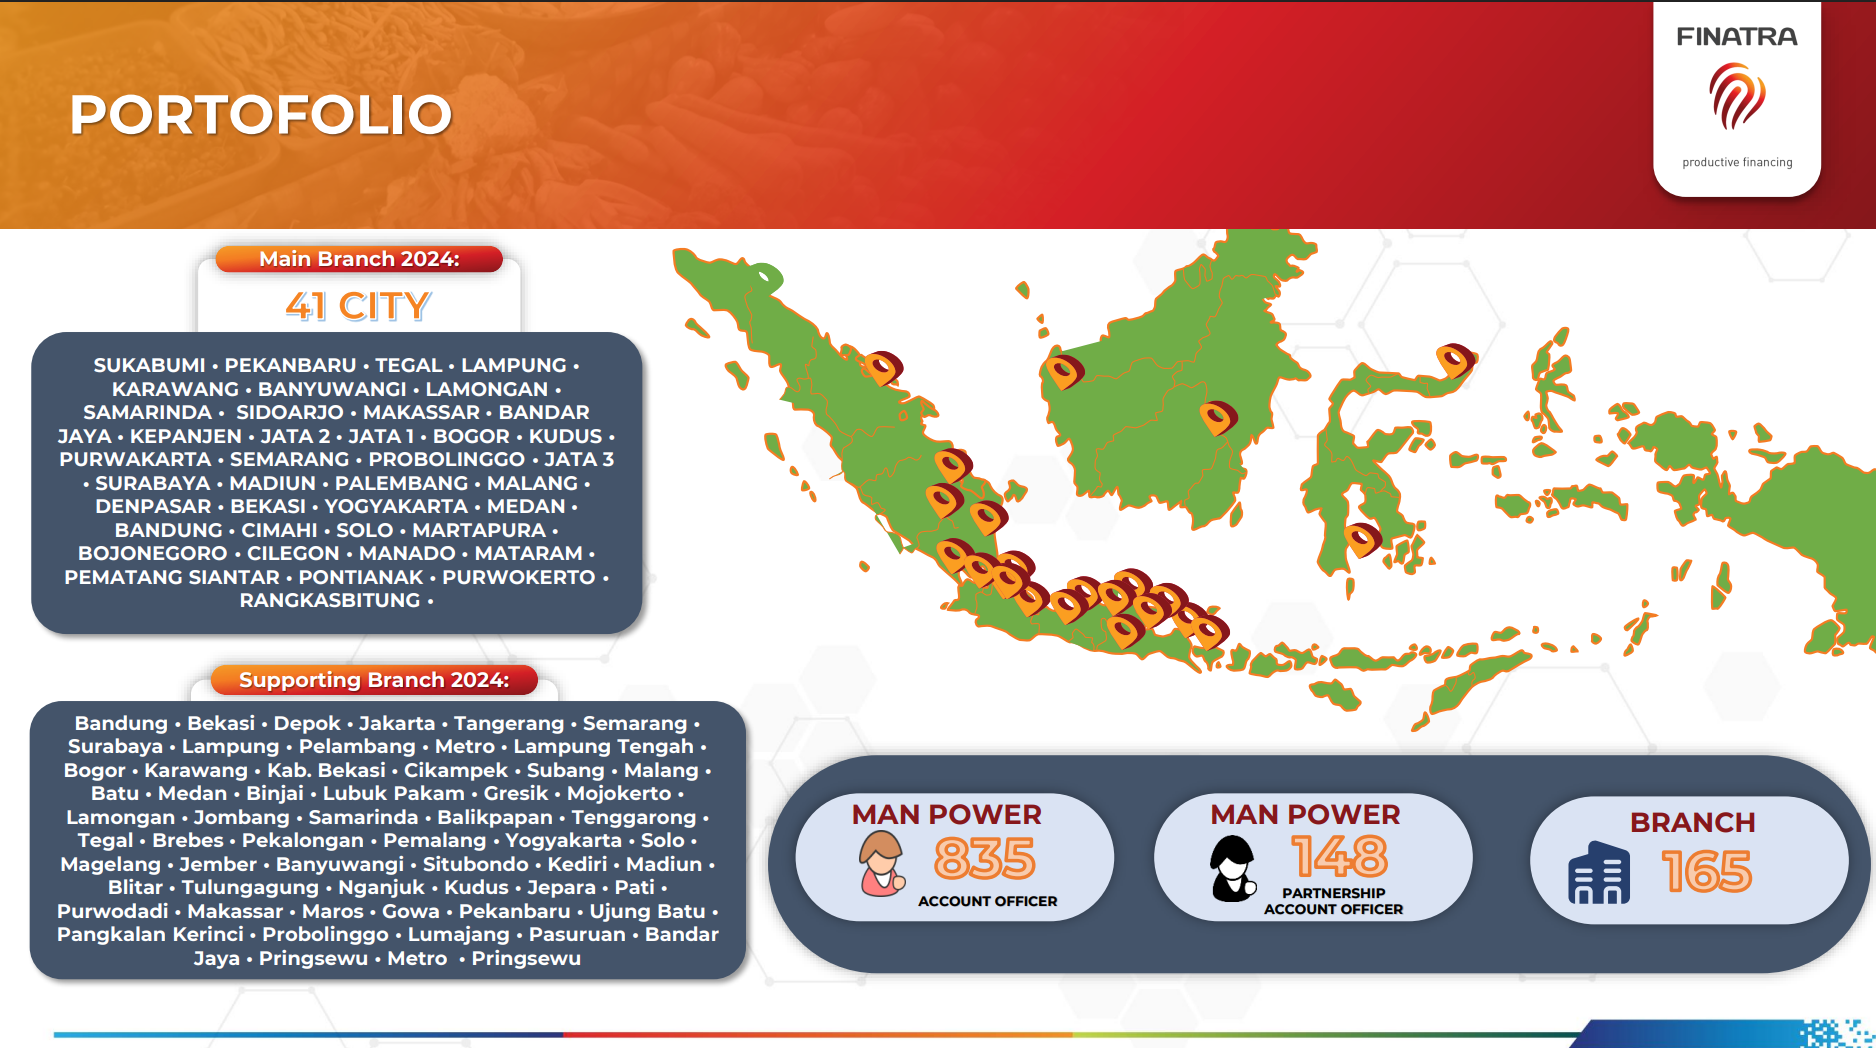 PORTOFOLIO
FINATRA
productive financing
Main Branch 2024:
41 CITY
SUKABUMI • PEKANBARU • TEGAL • LAMPUNG •
KARAWANG • BANYUWANGI • LAMONGAN •
SAMARINDA • SIDOARJO • MAKASSAR • BANDAR
JAYA • KEPANJEN • JATA 2 • JATA 1 • BOGOR • KUDUS •
PURWAKARTA • SEMARANG • PROBOLINGGO • JATA 3
• SURABAYA • MADIUN • PALEMBANG • MALANG •
DENPASAR • BEKASI • YOGYAKARTA • MEDAN •
BANDUNG • CIMAHI • SOLO • MARTAPURA •
BOJONEGORO • CILEGON • MANADO • MATARAM •
PEMATANG SIANTAR • PONTIANAK • PURWOKERTO •
RANGKASBITUNG •
Supporting Branch 2024:
Bandung • Bekasi • Depok • Jakarta • Tangerang • Semarang •
Surabaya • Lampung • Pelambang • Metro • Lampung Tengah •
Bogor • Karawang • Kab. Bekasi • Cikampek • Subang • Malang •
Batu • Medan • Binjai • Lubuk Pakam • Gresik • Mojokerto •
Lamongan • Jombang • Samarinda • Balikpapan • Tenggarong •
Tegal • Brebes • Pekalongan • Pemalang • Yogyakarta • Solo •
Magelang • Jember • Banyuwangi • Situbondo • Kediri • Madiun •
Blitar • Tulungagung • Nganjuk • Kudus • Jepara • Pati •
Purwodadi • Makassar • Maros • Gowa • Pekanbaru • Ujung Batu •
Pangkalan Kerinci • Probolinggo • Lumajang • Pasuruan • Bandar
Jaya • Pringsewu • Metro • Pringsewu
MAN POWER
835
ACCOUNT OFFICER
MAN POWER
148
PARTNERSHIP
ACCOUNT OFFICER
BRANCH
165